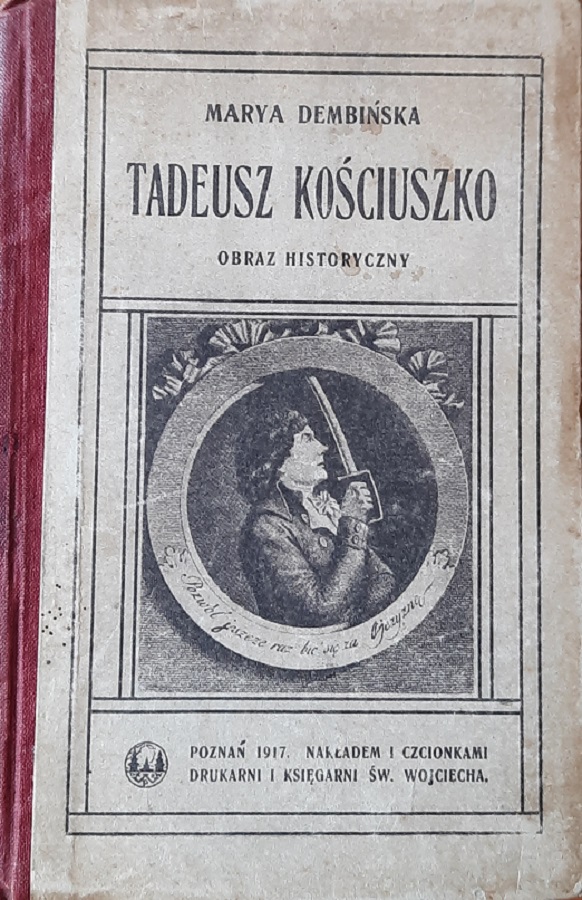 MARYA DEMBIŃSKA
TADEUSZ KOŚCIUSZKO
OBRAZ HISTORYCZNY
Pozwól jeszcze raz bić się za Ojczyznę
POZNAŃ 1917. NAKŁADEM I CZCIONKAMI
DRUKARNI I KSIĘGARNI ŚW. WOJCIECHA.